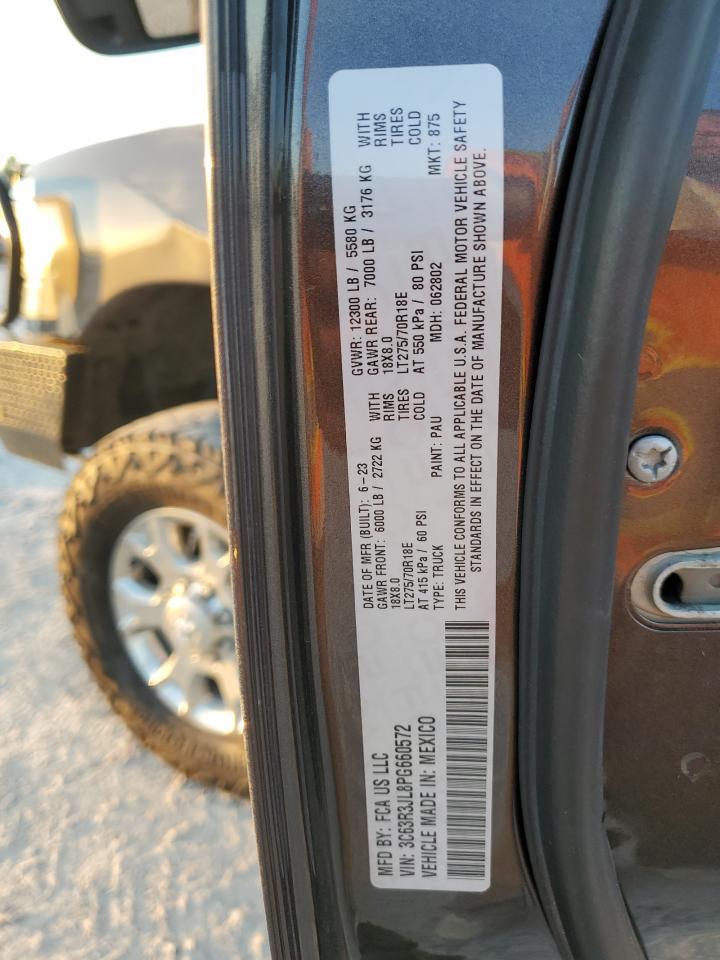 MFD BY: FCA US LLC
VIN: 3C63R3JL8PG660572
VEHICLE MADE IN: MEXICO
DATE OF MFR (BUILT): 6-23
GVWR: 12300 LB / 5580 KG
GAWR FRONT: 6000 LB / 2722 KG WITH
18X8.0 RIMS
LT275/70R18E TIRES
AT 415 kPa / 60 PSI COLD
GAWR REAR: 7000 LB / 3176 KG WITH
18X8.0 RIMS
LT275/70R18E TIRES
AT 550 kPa / 80 PSI COLD
TYPE: TRUCK PAINT: PAU MDH: 062802 MKT: 875
THIS VEHICLE CONFORMS TO ALL APPLICABLE U.S.A. FEDERAL MOTOR VEHICLE SAFETY
STANDARDS IN EFFECT ON THE DATE OF MANUFACTURE SHOWN ABOVE.